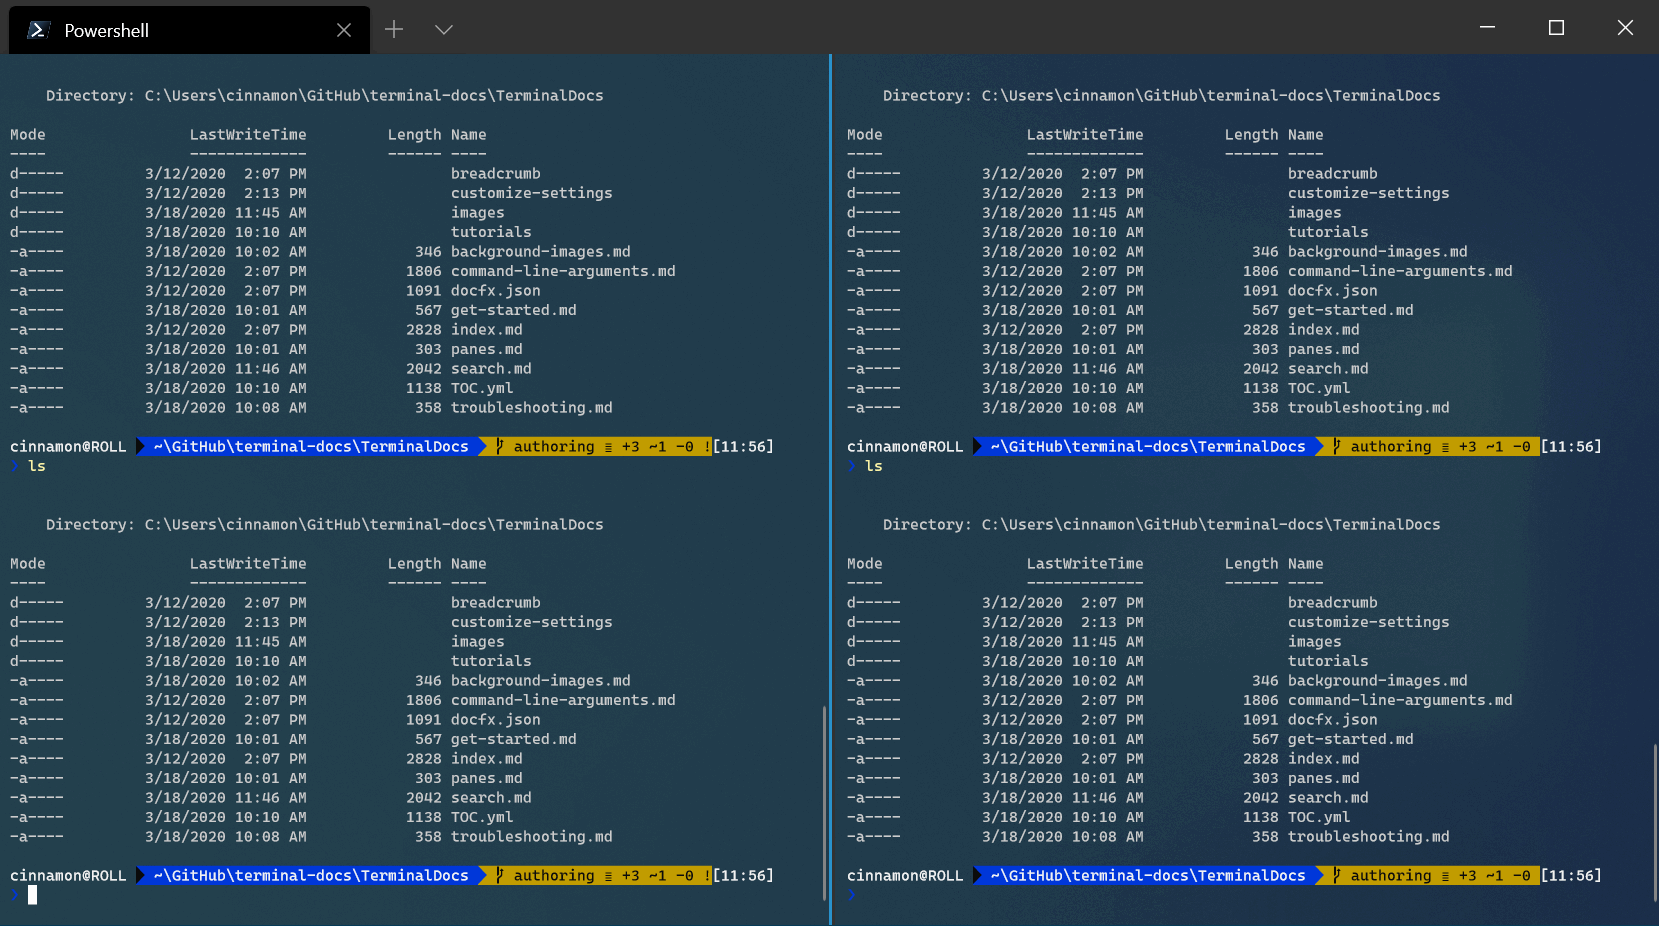 Powershell
    Directory: C:\Users\cinnamon\GitHub\terminal-docs\TerminalDocs
Mode                LastWriteTime         Length Name
----                -------------         ------ ----
d-----         3/12/2020  2:07 PM                breadcrumb
d-----         3/12/2020  2:13 PM                customize-settings
d-----         3/18/2020 11:45 AM                images
d-----         3/18/2020 10:10 AM                tutorials
-a----         3/18/2020 10:02 AM            346 background-images.md
-a----         3/12/2020  2:07 PM           1806 command-line-arguments.md
-a----         3/12/2020  2:07 PM           1091 docfx.json
-a----         3/18/2020 10:01 AM            567 get-started.md
-a----         3/12/2020  2:07 PM           2828 index.md
-a----         3/18/2020 10:01 AM            303 panes.md
-a----         3/18/2020 11:46 AM           2042 search.md
-a----         3/18/2020 10:10 AM           1138 TOC.yml
-a----         3/18/2020 10:08 AM            358 troubleshooting.md
cinnamon@ROLL ~\GitHub\terminal-docs\TerminalDocs authoring ≡ +3 ~1 -0 ![11:56]
❯ ls
    Directory: C:\Users\cinnamon\GitHub\terminal-docs\TerminalDocs
Mode                LastWriteTime         Length Name
----                -------------         ------ ----
d-----         3/12/2020  2:07 PM                breadcrumb
d-----         3/12/2020  2:13 PM                customize-settings
d-----         3/18/2020 11:45 AM                images
d-----         3/18/2020 10:10 AM                tutorials
-a----         3/18/2020 10:02 AM            346 background-images.md
-a----         3/12/2020  2:07 PM           1806 command-line-arguments.md
-a----         3/12/2020  2:07 PM           1091 docfx.json
-a----         3/18/2020 10:01 AM            567 get-started.md
-a----         3/12/2020  2:07 PM           2828 index.md
-a----         3/18/2020 10:01 AM            303 panes.md
-a----         3/18/2020 11:46 AM           2042 search.md
-a----         3/18/2020 10:10 AM           1138 TOC.yml
-a----         3/18/2020 10:08 AM            358 troubleshooting.md
cinnamon@ROLL ~\GitHub\terminal-docs\TerminalDocs authoring ≡ +3 ~1 -0 ![11:56]
❯
    Directory: C:\Users\cinnamon\GitHub\terminal-docs\TerminalDocs
Mode                LastWriteTime         Length Name
----                -------------         ------ ----
d-----         3/12/2020  2:07 PM                breadcrumb
d-----         3/12/2020  2:13 PM                customize-settings
d-----         3/18/2020 11:45 AM                images
d-----         3/18/2020 10:10 AM                tutorials
-a----         3/18/2020 10:02 AM            346 background-images.md
-a----         3/12/2020  2:07 PM           1806 command-line-arguments.md
-a----         3/12/2020  2:07 PM           1091 docfx.json
-a----         3/18/2020 10:01 AM            567 get-started.md
-a----         3/12/2020  2:07 PM           2828 index.md
-a----         3/18/2020 10:01 AM            303 panes.md
-a----         3/18/2020 11:46 AM           2042 search.md
-a----         3/18/2020 10:10 AM           1138 TOC.yml
-a----         3/18/2020 10:08 AM            358 troubleshooting.md
cinnamon@ROLL ~\GitHub\terminal-docs\TerminalDocs authoring ≡ +3 ~1 -0 [11:56]
❯ ls
    Directory: C:\Users\cinnamon\GitHub\terminal-docs\TerminalDocs
Mode                LastWriteTime         Length Name
----                -------------         ------ ----
d-----         3/12/2020  2:07 PM                breadcrumb
d-----         3/12/2020  2:13 PM                customize-settings
d-----         3/18/2020 11:45 AM                images
d-----         3/18/2020 10:10 AM                tutorials
-a----         3/18/2020 10:02 AM            346 background-images.md
-a----         3/12/2020  2:07 PM           1806 command-line-arguments.md
-a----         3/12/2020  2:07 PM           1091 docfx.json
-a----         3/18/2020 10:01 AM            567 get-started.md
-a----         3/12/2020  2:07 PM           2828 index.md
-a----         3/18/2020 10:01 AM            303 panes.md
-a----         3/18/2020 11:46 AM           2042 search.md
-a----         3/18/2020 10:10 AM           1138 TOC.yml
-a----         3/18/2020 10:08 AM            358 troubleshooting.md
cinnamon@ROLL ~\GitHub\terminal-docs\TerminalDocs authoring ≡ +3 ~1 -0 [11:56]
❯